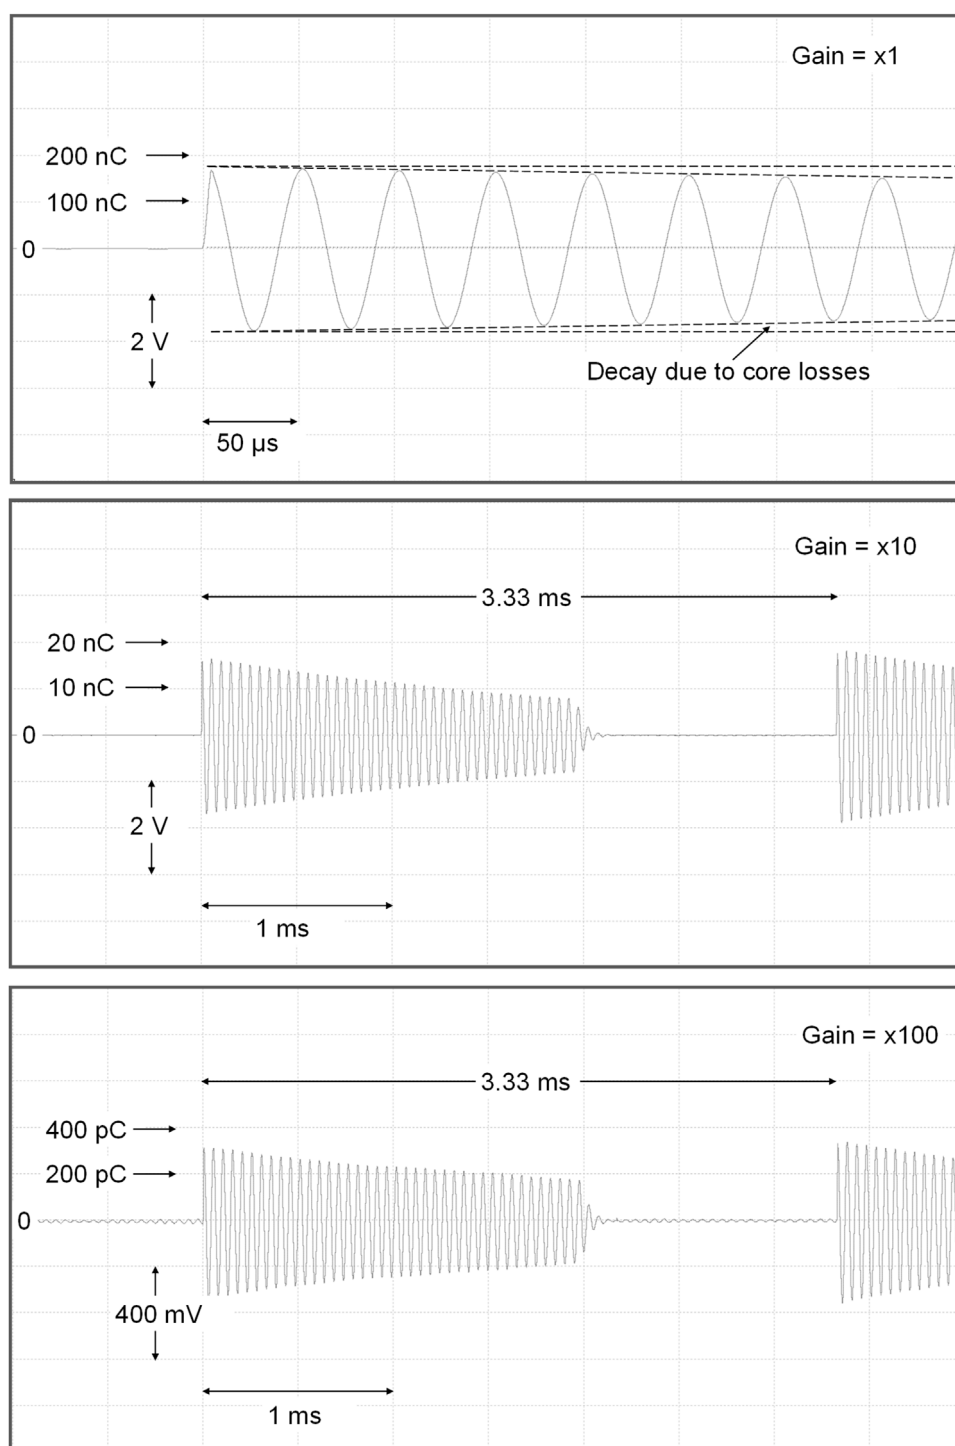 Gain = x1
200 nC
100 nC
0
2 V
Decay due to core losses
50 µs
Gain = x10
3.33 ms
20 nC
10 nC
0
2 V
1 ms
Gain = x100
3.33 ms
400 pC
200 pC
0
400 mV
1 ms